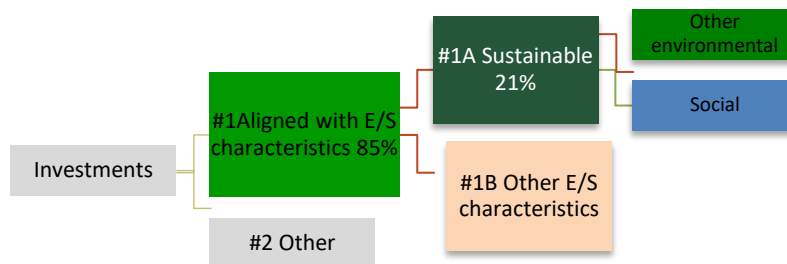 Investments
#1Aligned with E/S
characteristics 85%
#2 Other
#1A Sustainable
21%
#1B Other E/S
characteristics
Other
environmental
Social